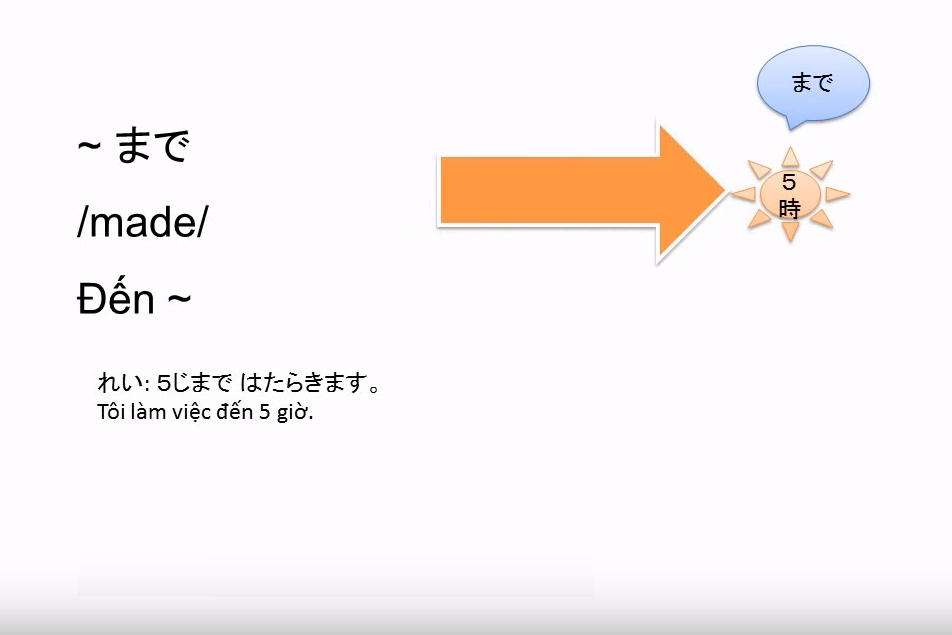 ~ まで
/made/
Đến ~
れい: ５じまで はたらきます。
Tôi làm việc đến 5 giờ.
まで
５
時